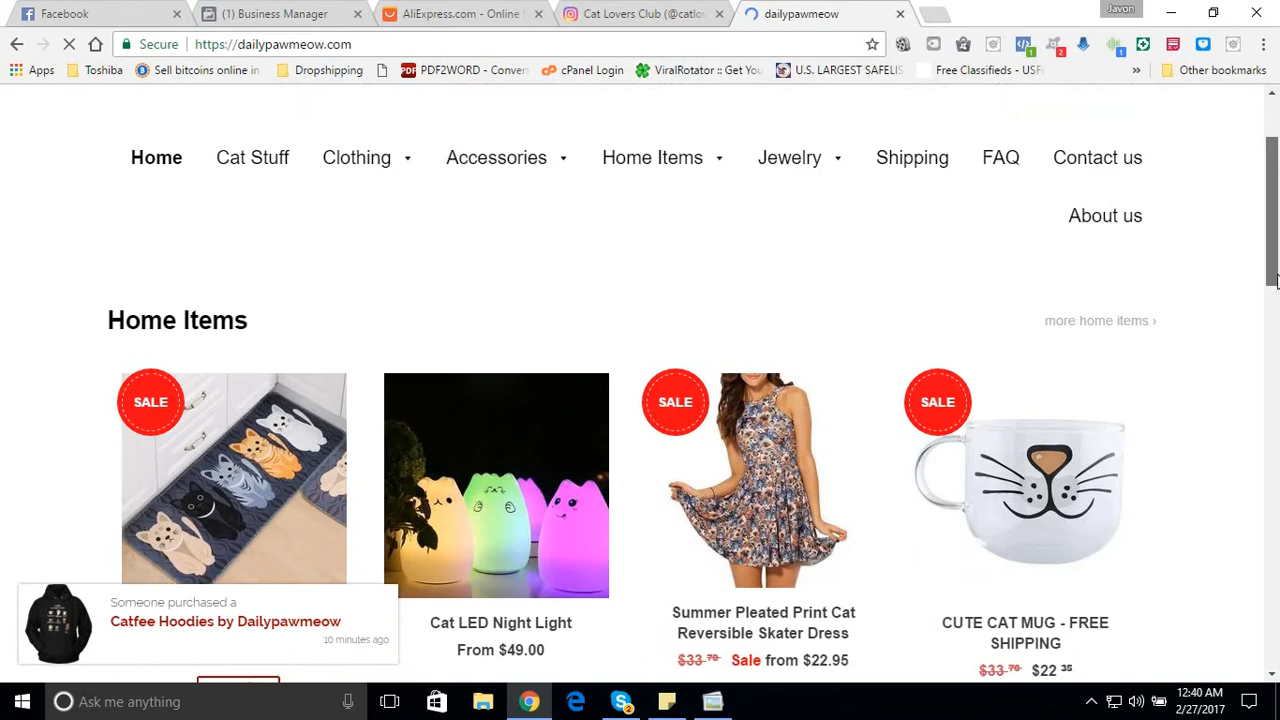 Javon
Facebook
(1) Business Manager
AliExpress.com - Online S
Cat Lovers Club (@catlov
dailypawmeow
Secure
https://dailypawmeow.com
1
2
1
Apps
Toshiba
Sell bitcoins online in
Dropshipping
PDF2WORD - Convert
cPanel Login
ViralRotator :: Get You
U.S. LARGEST SAFELIS
Free Classifieds - USF
»
Other bookmarks
Home
Cat Stuff
Clothing
Accessories
Home Items
Jewelry
Shipping
FAQ
Contact us
About us
Home Items
more home items ›
SALE
SALE
SALE
Cat LED Night Light
From $49.00
Summer Pleated Print Cat
Reversible Skater Dress
$33.70 Sale from $22.95
CUTE CAT MUG - FREE
SHIPPING
$33.70 $22.35
Someone purchased a
Catfee Hoodies by Dailypawmeow
10 minutes ago
Ask me anything
2
12:40 AM
2/27/2017